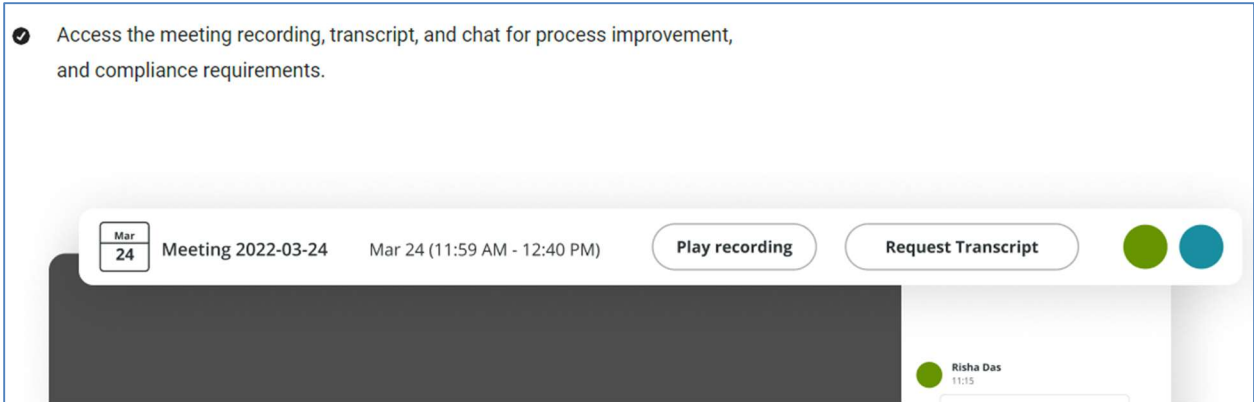 Access the meeting recording, transcript, and chat for process improvement,
and compliance requirements.
Mar
24
Meeting 2022-03-24
Mar 24 (11:59 AM - 12:40 PM)
Play recording
Request Transcript
Risha Das
11:15